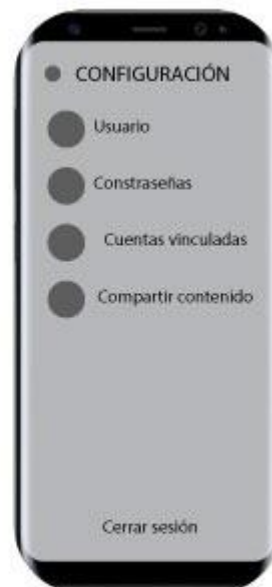 CONFIGURACIÓN
Usuario
Constraseñas
Cuentas vinculadas
Compartir contenido
Cerrar sesión